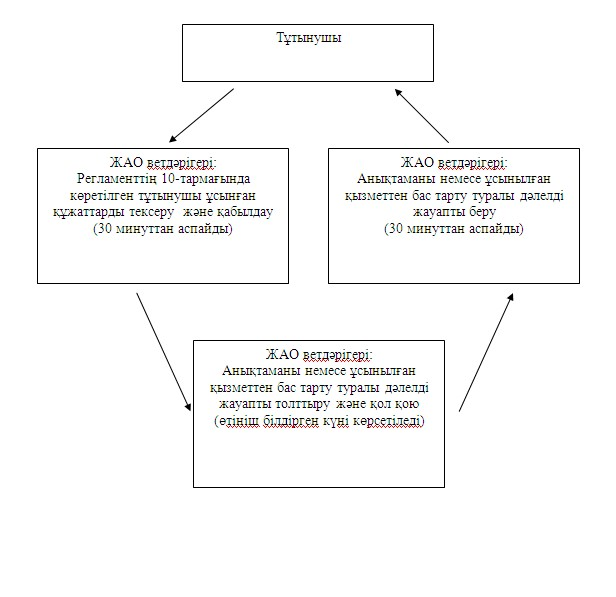 Тұтынушы
ЖАО ветдәрігері:
Регламенттің 10-тармағында
көретілген тұтынушы ұсынған
құжаттарды тексеру және қабылдау
(30 минуттан аспайды)
ЖАО ветдәрігері:
Анықтаманы немесе ұсынылған
қызметтен бас тарту туралы дәлелді
жауапты беру
(30 минуттан аспайды)
ЖАО ветдәрігері:
Анықтаманы немесе ұсынылған
қызметтен бас тарту туралы дәлелді
жауапты толттыру және қол қою
(өтініш білдірген күні көрсетіледі)